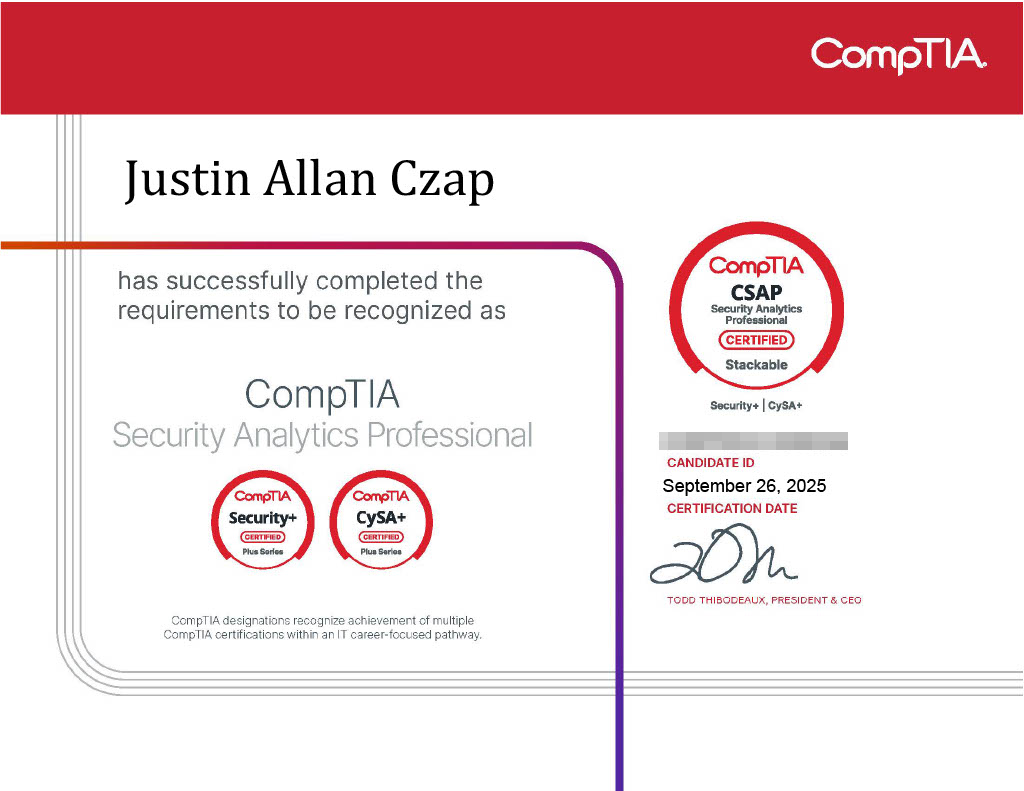 CompTIA.
Justin Allan Czap
has successfully completed the
requirements to be recognized as
CompTIA
Security Analytics Professional
CompTIA
Security+
CERTIFIED
Plus Series
CompTIA
CySA+
CERTIFIED
Plus Series
CompTIA designations recognize achievement of multiple
CompTIA certifications within an IT career-focused pathway.
CompTIA
CSAP
Security Analytics
Professional
CERTIFIED
Stackable
Security+ | CySA+
CANDIDATE ID
September 26, 2025
CERTIFICATION DATE
TODD THIBODEAUX, PRESIDENT & CEO